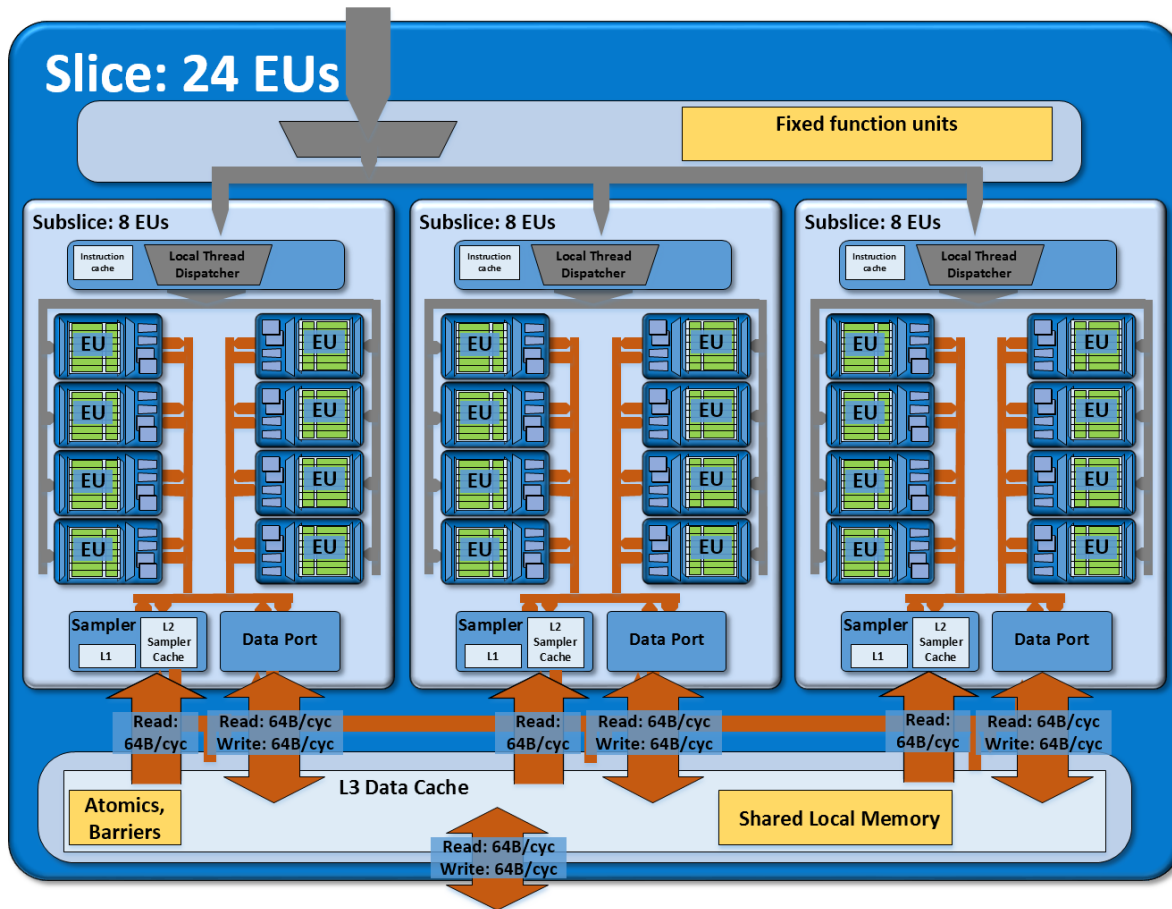 Slice: 24 EUs
Fixed function units
Subslice: 8 EUs
Instruction
cache
Local Thread
Dispatcher
EU
EU
EU
EU
EU
EU
EU
EU
Sampler
L1
L2
Sampler
Cache
Data Port
Subslice: 8 EUs
Instruction
cache
Local Thread
Dispatcher
EU
EU
EU
EU
EU
EU
EU
EU
Sampler
L1
L2
Sampler
Cache
Data Port
Subslice: 8 EUs
Instruction
cache
Local Thread
Dispatcher
EU
EU
EU
EU
EU
EU
EU
EU
Sampler
L1
L2
Sampler
Cache
Data Port
Read:
64B/cyc
Read: 64B/cyc
Write: 64B/cyc
Read:
64B/cyc
Read: 64B/cyc
Write: 64B/cyc
Read:
64B/cyc
Read: 64B/cyc
Write: 64B/cyc
L3 Data Cache
Atomics,
Barriers
Shared Local Memory
Read: 64B/cyc
Write: 64B/cyc